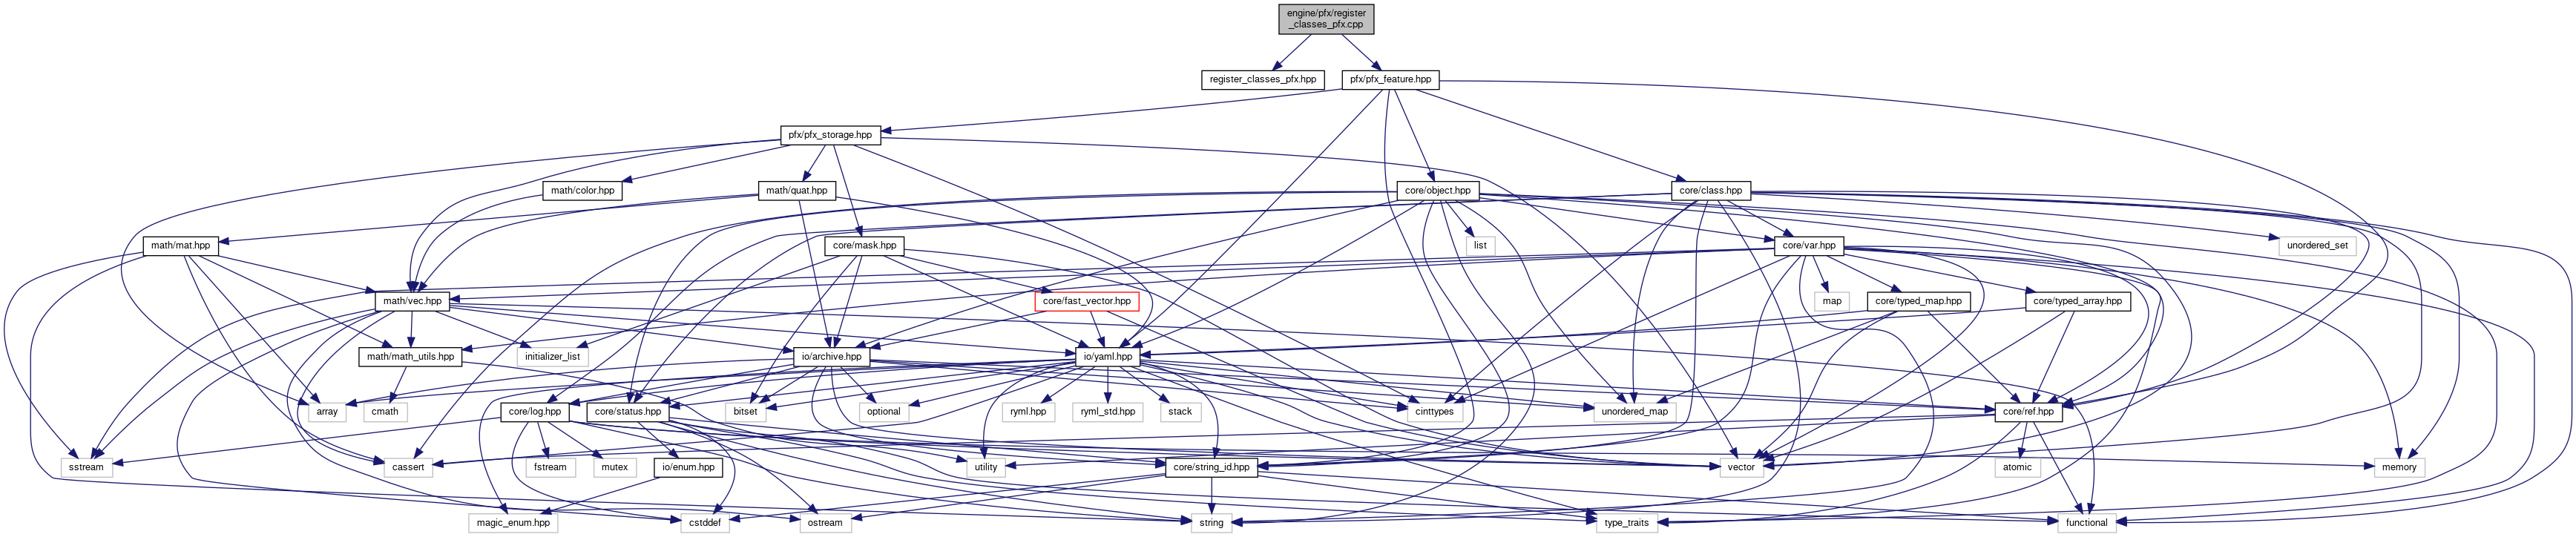 engine/pfx/register
_classes_pfx.cpp
register_classes_pfx.hpp
pfx/pfx_feature.hpp
pfx/pfx_storage.hpp
math/color.hpp
math/quat.hpp
core/object.hpp
core/class.hpp
math/mat.hpp
core/mask.hpp
list
core/var.hpp
unordered_set
math/vec.hpp
core/fast_vector.hpp
map
core/typed_map.hpp
core/typed_array.hpp
math/math_utils.hpp
initializer_list
io/archive.hpp
io/yaml.hpp
array
cmath
core/log.hpp
core/status.hpp
bitset
optional
ryml.hpp
ryml_std.hpp
stack
cinttypes
unordered_map
core/ref.hpp
sstream
cassert
fstream
mutex
io/enum.hpp
utility
core/string_id.hpp
vector
atomic
memory
magic_enum.hpp
cstddef
ostream
string
type_traits
functional